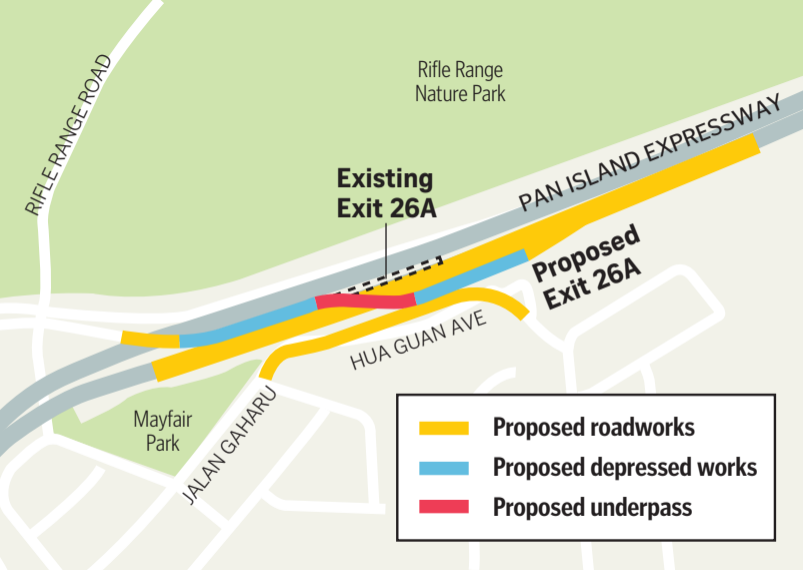 RIFLE RANGE ROAD
Rifle Range
Nature Park
PAN ISLAND EXPRESSWAY
Existing
Exit 26A
Proposed
Exit 26A
HUA GUAN AVE
Mayfair
Park
JALAN GAHARU
Proposed roadworks
Proposed depressed works
Proposed underpass